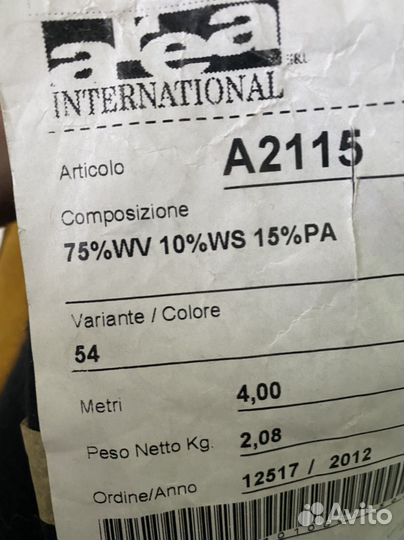 area
SRL
INTERNATIONAL
Articolo A2115
Composizione
75%WV 10%WS 15%PA
Variante / Colore
54
Metri 4,00
Peso Netto Kg. 2,08
Ordine/Anno 12517 / 2012
Avito